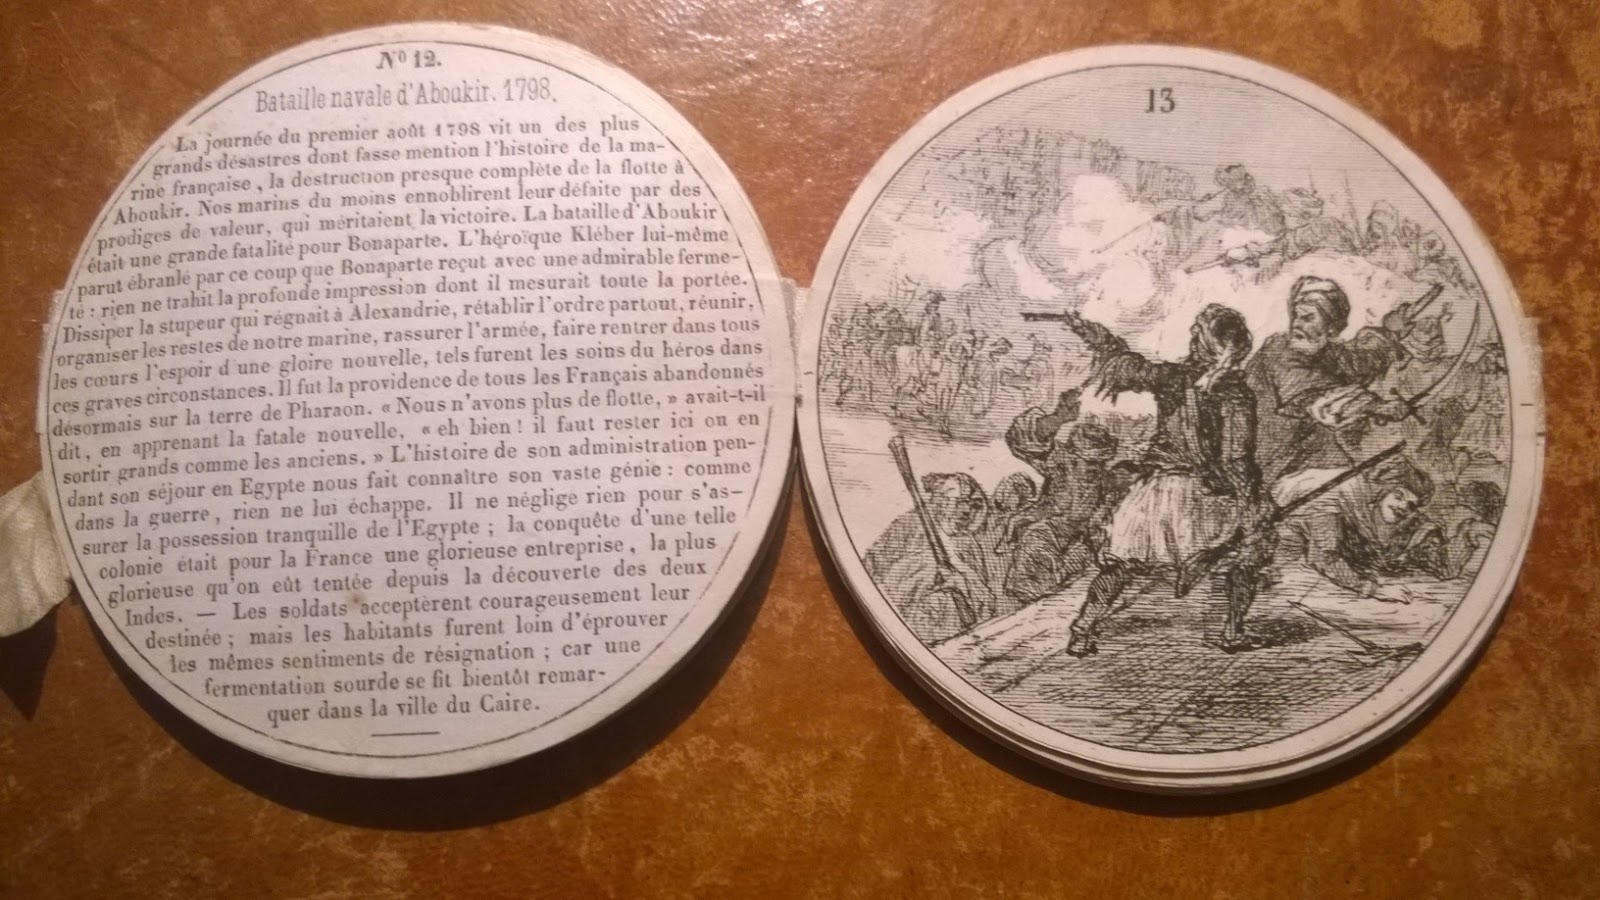 Nº 12.
Bataille navale d'Aboukir. 1798.
La journée du premier août 1798 vit un des plus
grands désastres dont fasse mention l'histoire de la ma-
rine française, la destruction presque complète de la flotte à
Aboukir. Nos marins du moins ennoblirent leur défaite par des
prodiges de valeur, qui méritaient la victoire. La bataille d'Aboukir
était une grande fatalité pour Bonaparte. L'héroïque Kléber lui-même
parut ébranlé par ce coup que Bonaparte reçut avec une admirable ferme-
té : rien ne trahit la profonde impression dont il mesurait toute la portée.
Dissiper la stupeur qui régnait à Alexandrie, rétablir l'ordre partout, réunir,
organiser les restes de notre marine, rassurer l'armée, faire rentrer dans tous
les cœurs l'espoir d'une gloire nouvelle, tels furent les soins du héros dans
ces graves circonstances. Il fut la providence de tous les Français abandonnés
désormais sur la terre de Pharaon. « Nous n'avons plus de flotte, » avait-t-il
dit, en apprenant la fatale nouvelle, « eh bien ! il faut rester ici ou en
sortir grands comme les anciens. » L'histoire de son administration pen-
dant son séjour en Egypte nous fait connaître son vaste génie : comme
dans la guerre, rien ne lui échappe. Il ne néglige rien pour s'as-
surer la possession tranquille de l'Egypte ; la conquête d'une telle
colonie était pour la France une glorieuse entreprise, la plus
glorieuse qu'on eût tentée depuis la découverte des deux
Indes. — Les soldats acceptèrent courageusement leur
destinée ; mais les habitants furent loin d'éprouver
les mêmes sentiments de résignation ; car une
fermentation sourde se fit bientôt remar-
quer dans la ville du Caire.
13